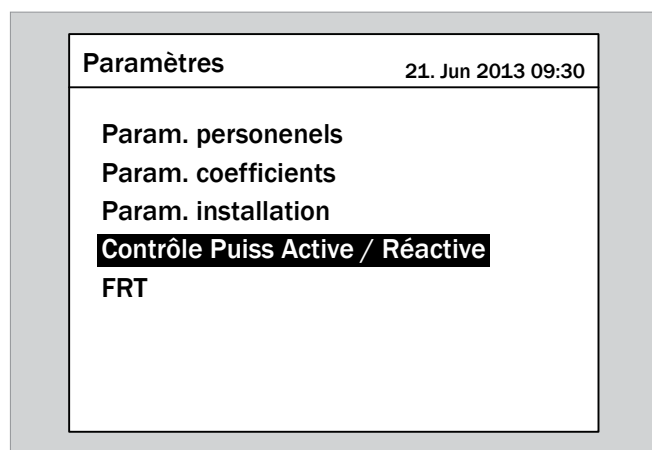 Paramètres 21. Jun 2013 09:30
Param. personenels
Param. coefficients
Param. installation
Contrôle Puiss Active / Réactive
FRT